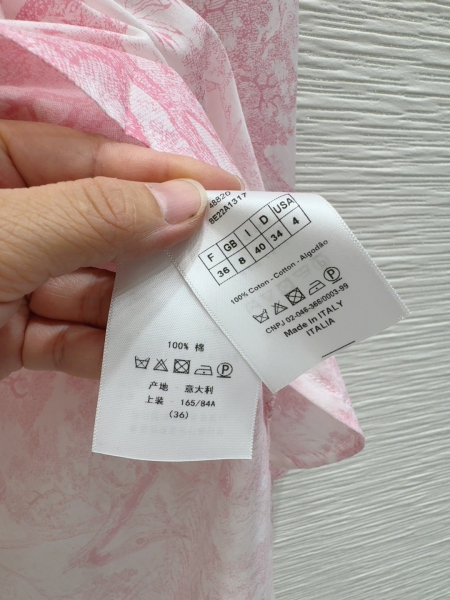 48820
8E22A1317
F GB I D USA
36 8 40 34 4
100% Coton - Cotton - Algodão
CNPJ 02-046-366/0003-99
Made in ITALY
ITALIA
100% 棉
产地 意大利
上装 - 165/84A
(36)